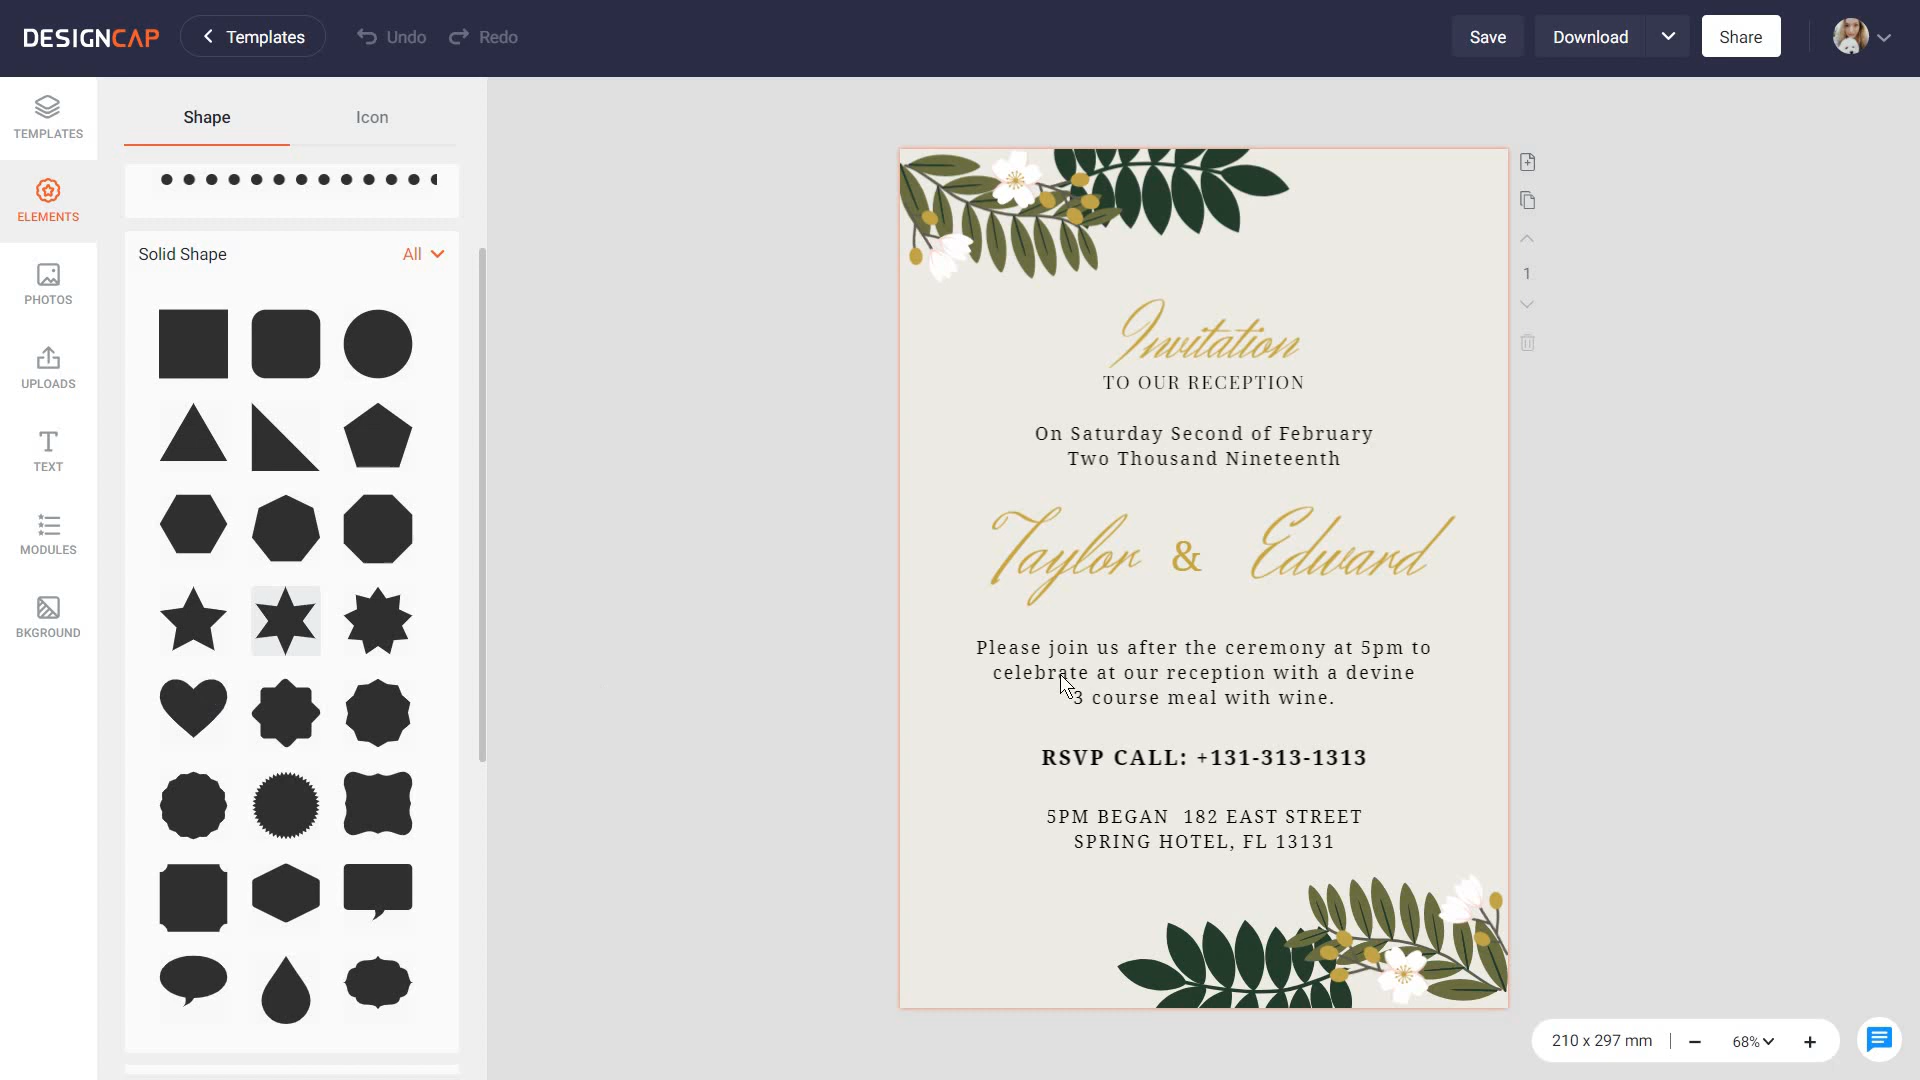 DESIGNCAP
Templates
Undo
Redo
Save
Download
Share
TEMPLATES
ELEMENTS
PHOTOS
UPLOADS
TEXT
MODULES
BKGROUND
Shape
Icon
Solid Shape
All
Invitation
TO OUR RECEPTION
On Saturday Second of February
Two Thousand Nineteenth
Taylor & Edward
Please join us after the ceremony at 5pm to
celebrate at our reception with a devine
3 course meal with wine.
RSVP CALL: +131-313-1313
5PM BEGAN 182 EAST STREET
SPRING HOTEL, FL 13131
1
210 x 297 mm
68%